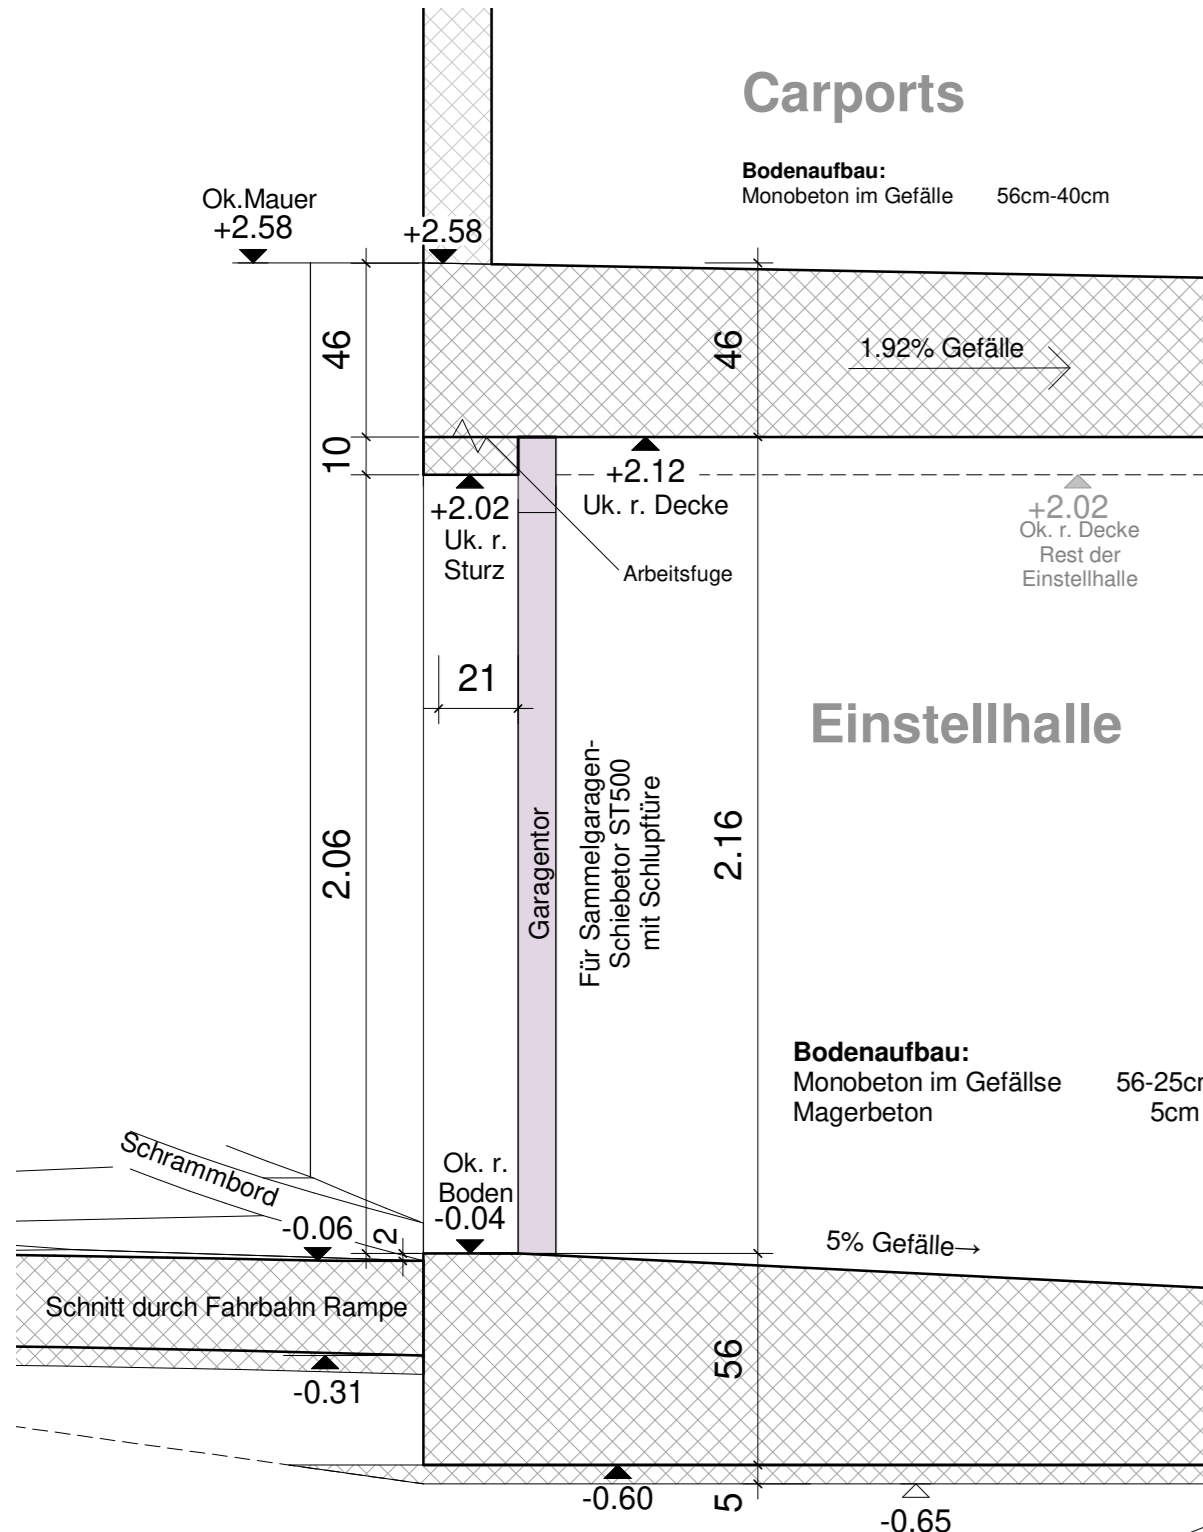 Carports
Bodenaufbau:
Monobeton im Gefälle 56cm-40cm
Ok.Mauer
+2.58
+2.58
46
46
1.92% Gefälle
10
+2.12
Uk. r. Decke
+2.02
Uk. r.
Sturz
+2.02
Ok. r. Decke
Rest der
Einstellhalle
Arbeitsfuge
21
Einstellhalle
Garagentor
Für Sammelgaragen-
Schiebetor ST500
mit Schlupftüre
2.06
2.16
Bodenaufbau:
Monobeton im Gefällse 56-25cm
Magerbeton 5cm
Schrammbord
Ok. r.
Boden
-0.04
-0.06
2
5% Gefälle→
Schnitt durch Fahrbahn Rampe
56
-0.31
-0.60
5
-0.65